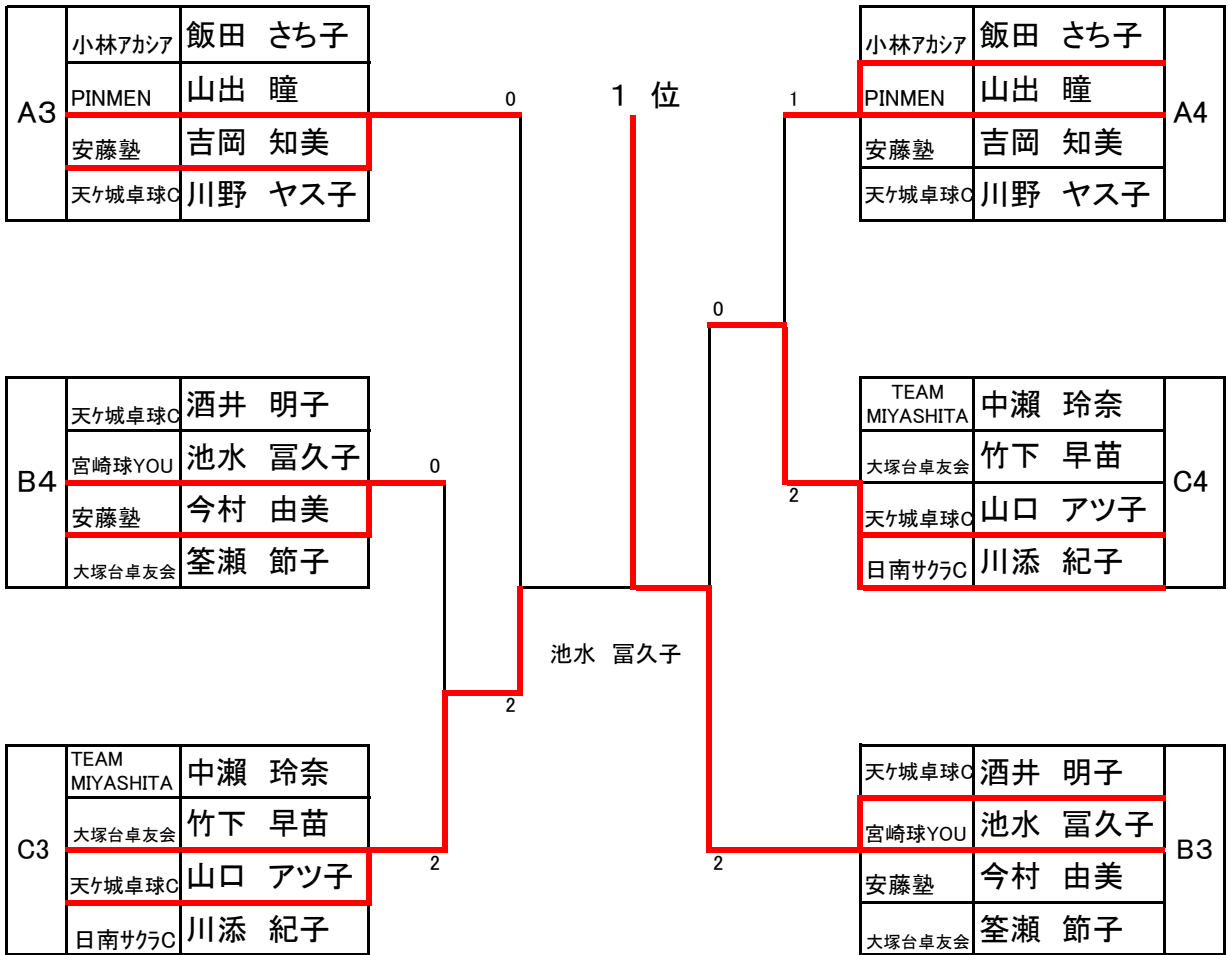 A3
小林アカシア 飯田 さち子
PINMEN 山出 瞳
安藤塾 吉岡 知美
天ケ城卓球C 川野 ヤス子
0
1 位
1
小林アカシア 飯田 さち子
PINMEN 山出 瞳
安藤塾 吉岡 知美
天ケ城卓球C 川野 ヤス子
A4
0
B4
天ケ城卓球C 酒井 明子
宮崎球YOU 池水 冨久子
安藤塾 今村 由美
大塚台卓友会 筌瀬 節子
0
2
TEAM
MIYASHITA 中瀬 玲奈
大塚台卓友会 竹下 早苗
天ケ城卓球C 山口 アツ子
日南サクラC 川添 紀子
C4
池水 冨久子
2
C3
TEAM
MIYASHITA 中瀬 玲奈
大塚台卓友会 竹下 早苗
天ケ城卓球C 山口 アツ子
日南サクラC 川添 紀子
2
2
天ケ城卓球C 酒井 明子
宮崎球YOU 池水 冨久子
安藤塾 今村 由美
大塚台卓友会 筌瀬 節子
B3